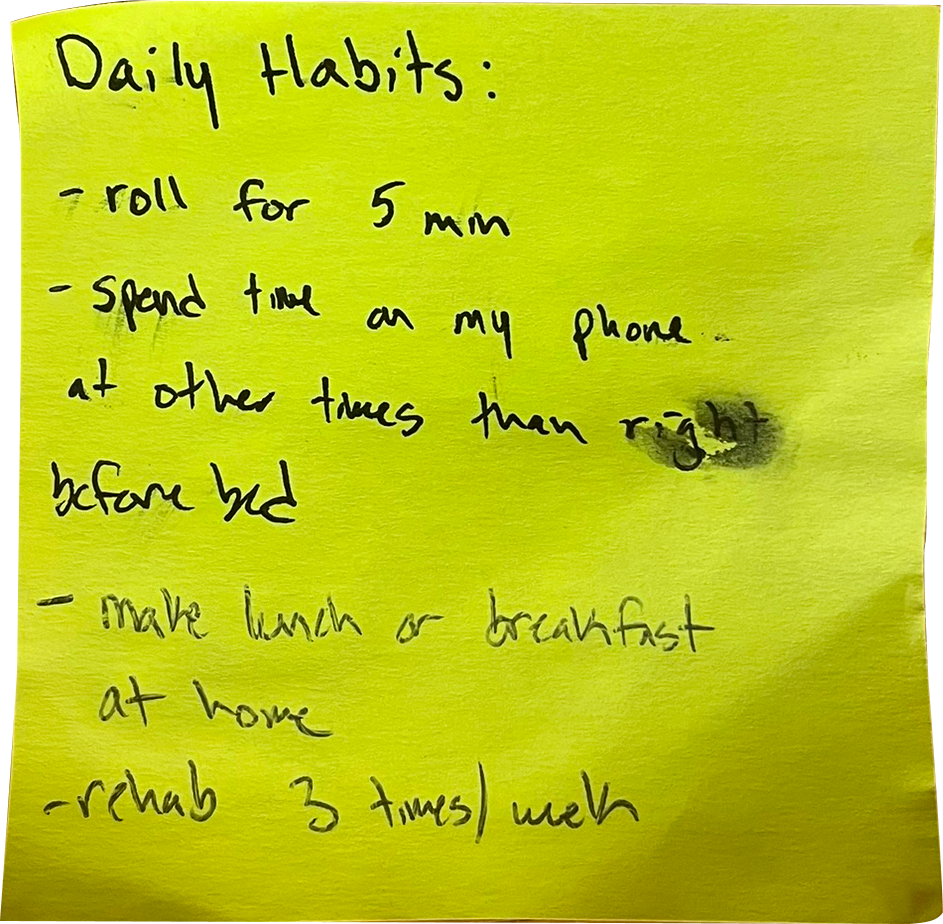 Daily Habits:
- roll for 5 min
- spend time on my phone
at other times than right
before bed
- make lunch or breakfast
at home
- rehab 3 times/week